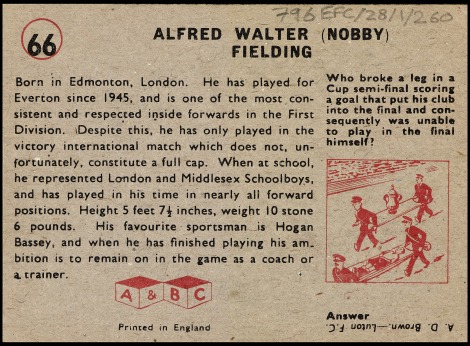 796 EFC/28/1/260
66
ALFRED WALTER (NOBBY)
FIELDING
Born in Edmonton, London. He has played for
Everton since 1945, and is one of the most con-
sistent and respected inside forwards in the First
Division. Despite this, he has only played in the
victory international match which does not, un-
fortunately, constitute a full cap. When at school,
he represented London and Middlesex Schoolboys,
and has played in his time in nearly all forward
positions. Height 5 feet 7½ inches, weight 10 stone
6 pounds. His favourite sportsman is Hogan
Bassey, and when he has finished playing his am-
bition is to remain on in the game as a coach or
a trainer.
A & BC
Printed in England
Who broke a leg in a
Cup semi-final scoring
a goal that put his club
into the final and con-
sequently was unable
to play in the final
himself?
Answer
A. D. Brown—Luton F.C.